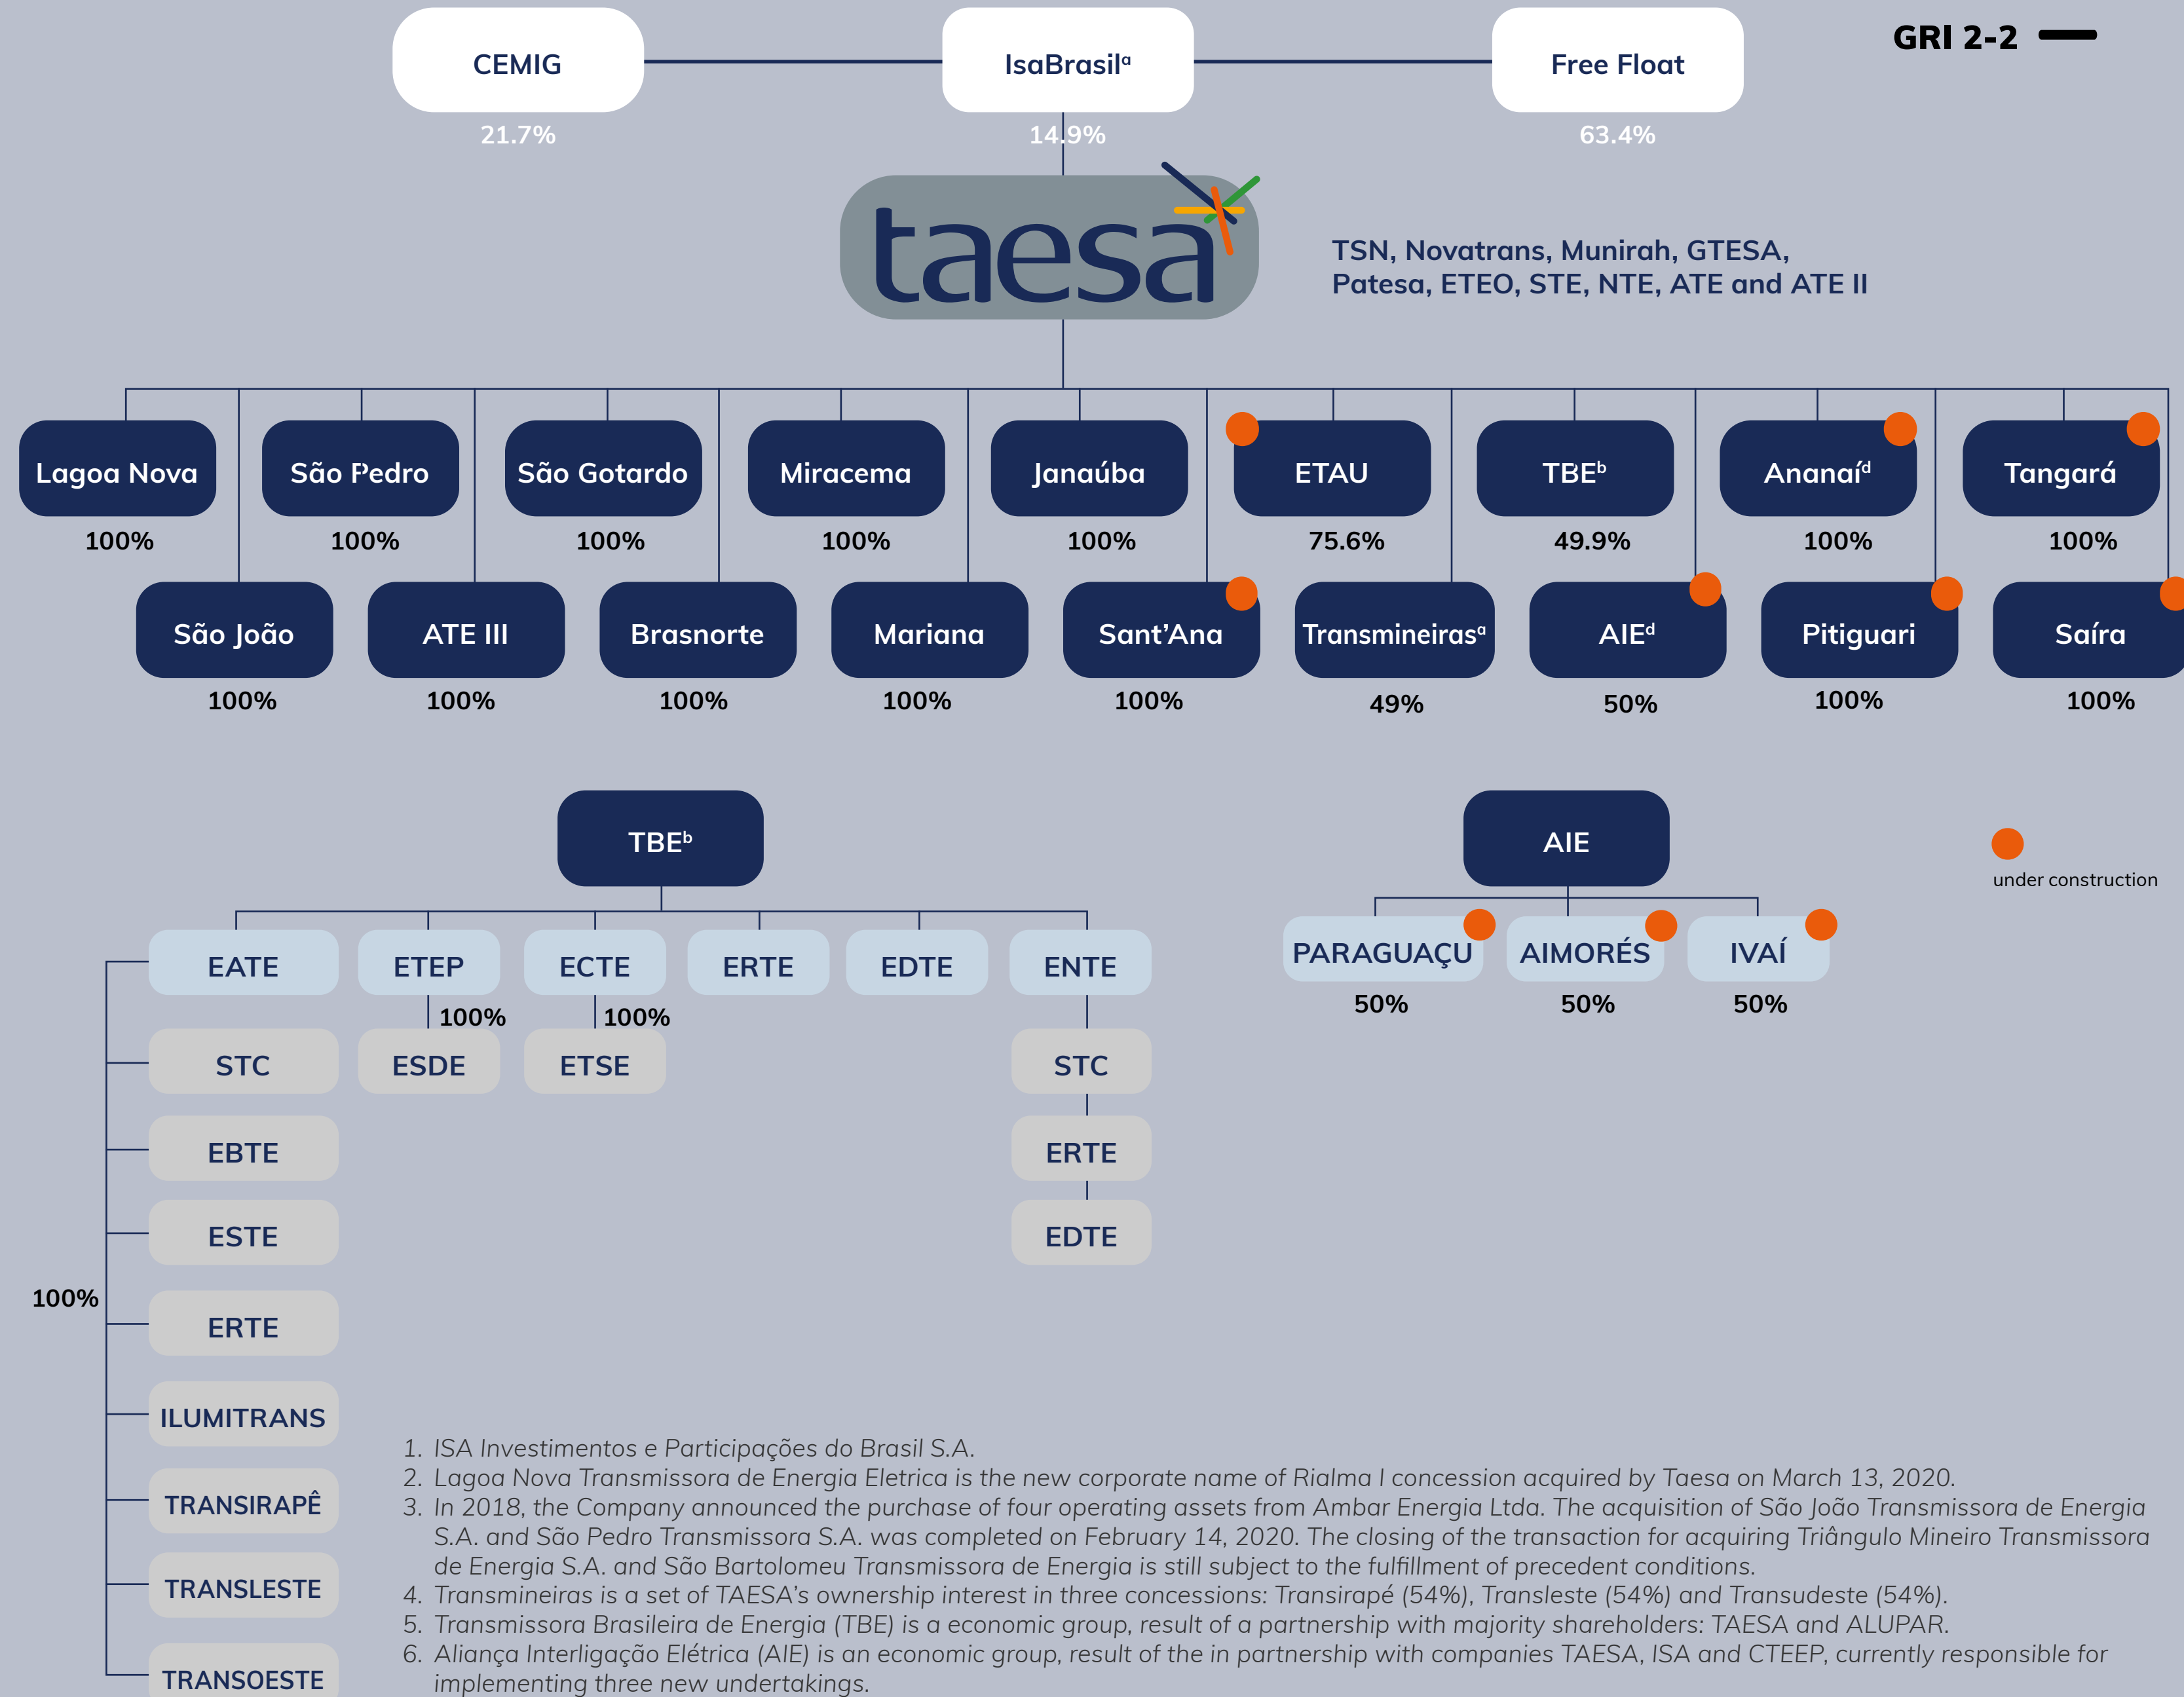 GRI 2-2
CEMIG
IsaBrasilª
Free Float
21.7%
14.9%
63.4%
taesa
TSN, Novatrans, Munirah, GTESA,
Patesa, ETEO, STE, NTE, ATE and ATE II
Lagoa Nova
São Pedro
São Gotardo
Miracema
Janaúba
ETAU
TBEᵇ
Ananaíᵈ
Tangará
100%
100%
100%
100%
100%
75.6%
49.9%
100%
100%
São João
ATE III
Brasnorte
Mariana
Sant’Ana
Transmineirasª
AIEᵈ
Pitiguari
Saíra
100%
100%
100%
100%
100%
49%
50%
100%
100%
TBEᵇ
AIE
under construction
EATE
ETEP
ECTE
ERTE
EDTE
ENTE
PARAGUAÇU
AIMORÉS
IVAÍ
100%
100%
50%
50%
50%
STC
ESDE
ETSE
STC
EBTE
ERTE
ESTE
EDTE
100%
ERTE
ILUMITRANS
TRANSIRAPÊ
TRANSLESTE
TRANSOESTE
1. ISA Investimentos e Participações do Brasil S.A.
2. Lagoa Nova Transmissora de Energia Eletrica is the new corporate name of Rialma I concession acquired by Taesa on March 13, 2020.
3. In 2018, the Company announced the purchase of four operating assets from Ambar Energia Ltda. The acquisition of São João Transmissora de Energia
S.A. and São Pedro Transmissora S.A. was completed on February 14, 2020. The closing of the transaction for acquiring Triângulo Mineiro Transmissora
de Energia S.A. and São Bartolomeu Transmissora de Energia is still subject to the fulfillment of precedent conditions.
4. Transmineiras is a set of TAESA’s ownership interest in three concessions: Transirapé (54%), Transleste (54%) and Transudeste (54%).
5. Transmissora Brasileira de Energia (TBE) is a economic group, result of a partnership with majority shareholders: TAESA and ALUPAR.
6. Aliança Interligação Elétrica (AIE) is an economic group, result of the in partnership with companies TAESA, ISA and CTEEP, currently responsible for
implementing three new undertakings.